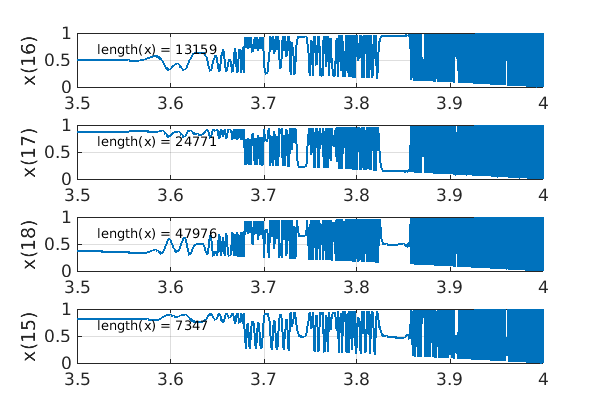 x(16)
1
0.5
0
length(x) = 13159
3.5 3.6 3.7 3.8 3.9 4
x(17)
1
0.5
0
length(x) = 24771
3.5 3.6 3.7 3.8 3.9 4
x(18)
1
0.5
0
length(x) = 47976
3.5 3.6 3.7 3.8 3.9 4
x(15)
1
0.5
0
length(x) = 7347
3.5 3.6 3.7 3.8 3.9 4